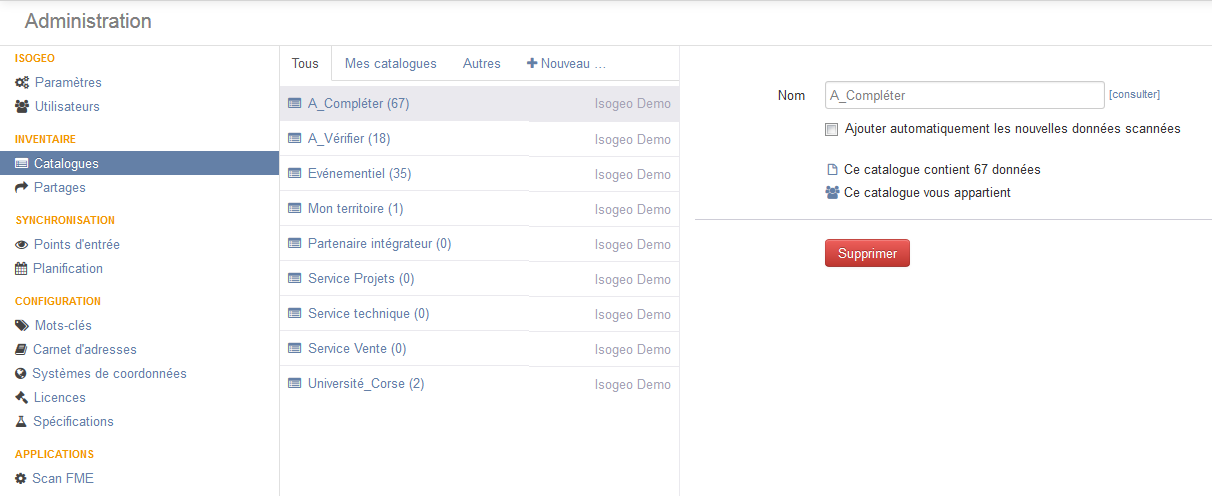 Administration
ISOGEO
Paramètres
Utilisateurs
INVENTAIRE
Catalogues
Partages
SYNCHRONISATION
Points d'entrée
Planification
CONFIGURATION
Mots-clés
Carnet d'adresses
Systèmes de coordonnées
Licences
Spécifications
APPLICATIONS
Scan FME
Tous Mes catalogues Autres Nouveau ...
A_Compléter (67) Isogeo Demo
A_Vérifier (18) Isogeo Demo
Evénementiel (35) Isogeo Demo
Mon territoire (1) Isogeo Demo
Partenaire intégrateur (0) Isogeo Demo
Service Projets (0) Isogeo Demo
Service technique (0) Isogeo Demo
Service Vente (0) Isogeo Demo
Université_Corse (2) Isogeo Demo
Nom A_Compléter [consulter]
Ajouter automatiquement les nouvelles données scannées
Ce catalogue contient 67 données
Ce catalogue vous appartient
Supprimer